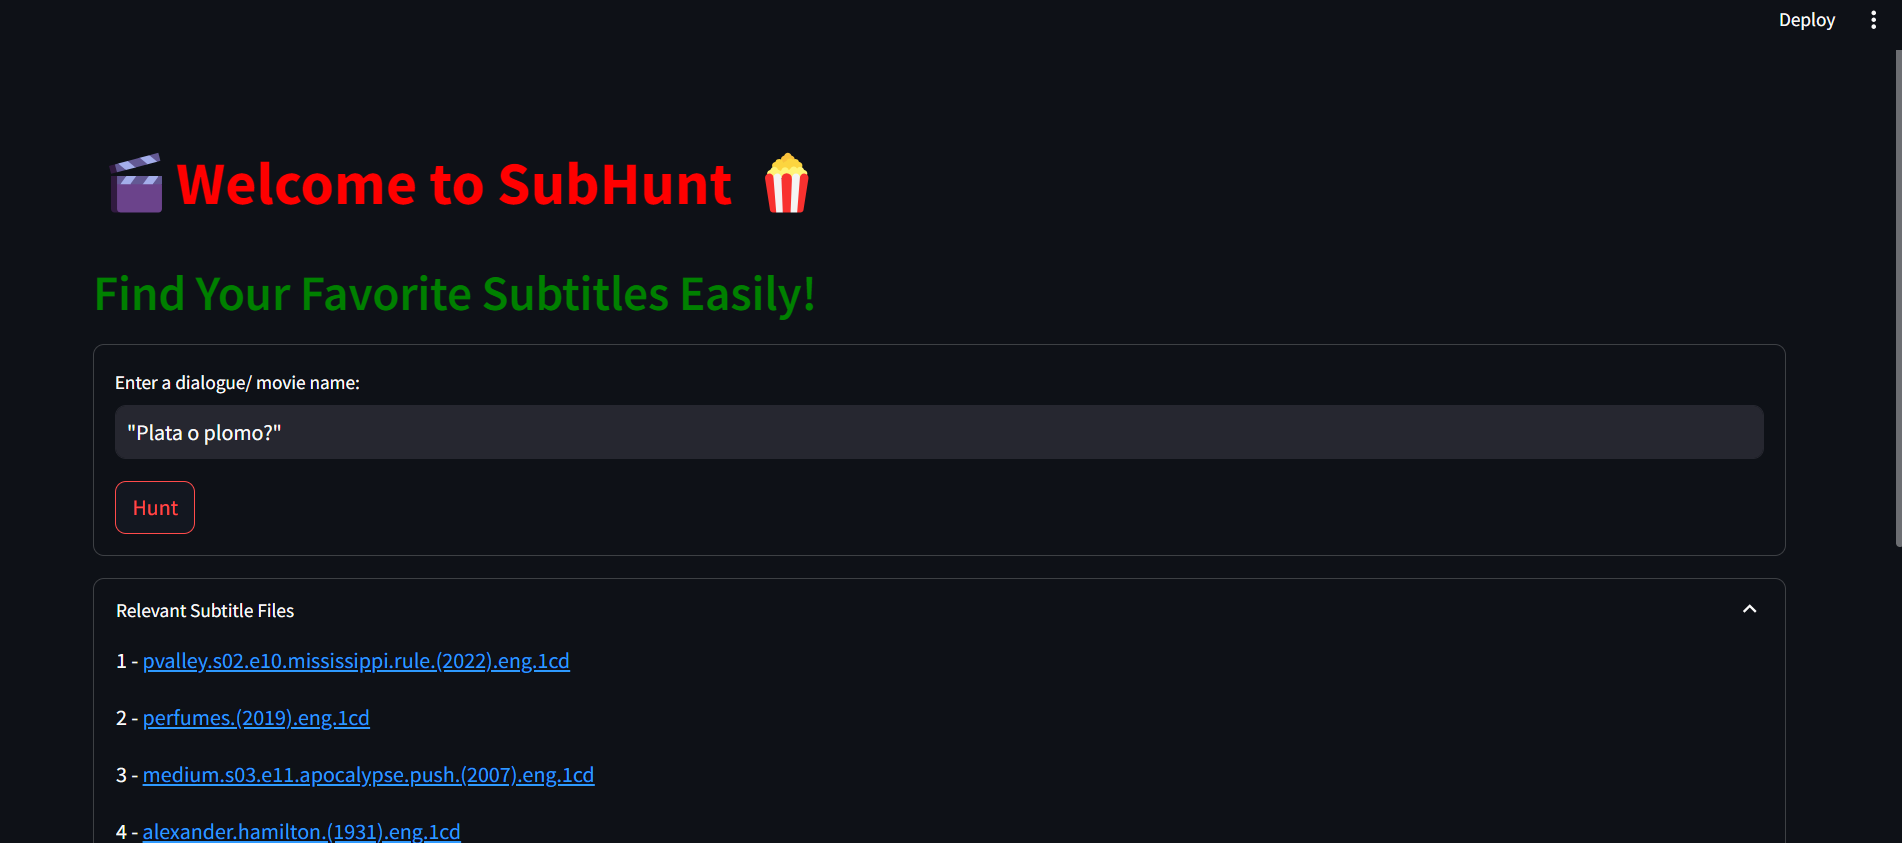 Deploy
Welcome to SubHunt
Find Your Favorite Subtitles Easily!
Enter a dialogue/ movie name:
"Plata o plomo?"
Hunt
Relevant Subtitle Files
1 - pvalley.s02.e10.mississippi.rule.(2022).eng.1cd
2 - perfumes.(2019).eng.1cd
3 - medium.s03.e11.apocalypse.push.(2007).eng.1cd
4 - alexander.hamilton.(1931).eng.1cd